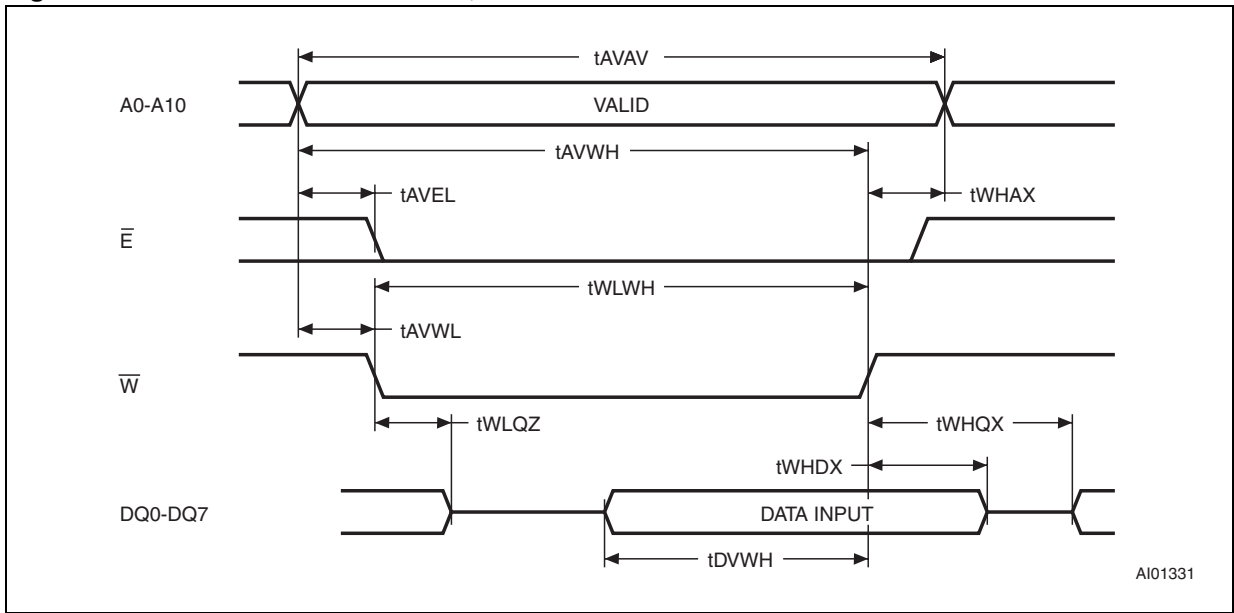 tAVAV
A0-A10
VALID
tAVWH
tAVEL
tWHAX
E̅
tWLWH
tAVWL
W̅
tWLQZ
tWHQX
tWHDX
DQ0-DQ7
DATA INPUT
tDVWH
AI01331